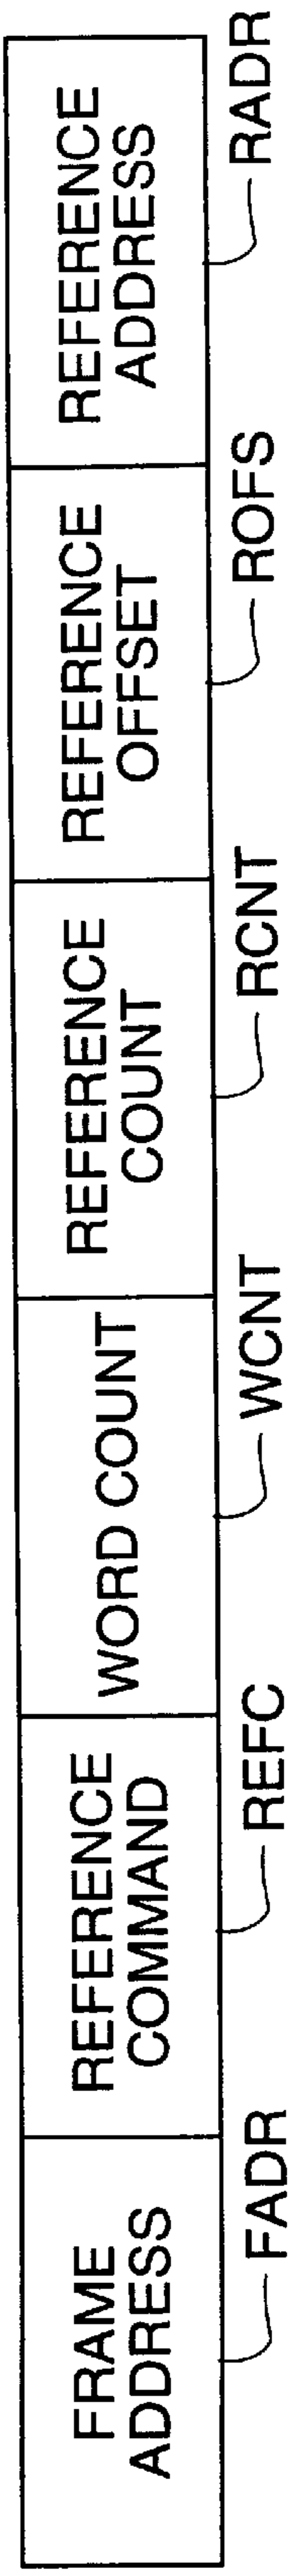 FRAME
ADDRESS
REFERENCE
COMMAND
WORD COUNT
REFERENCE
COUNT
REFERENCE
OFFSET
REFERENCE
ADDRESS
FADR
REFC
WCNT
RCNT
ROFS
RADR